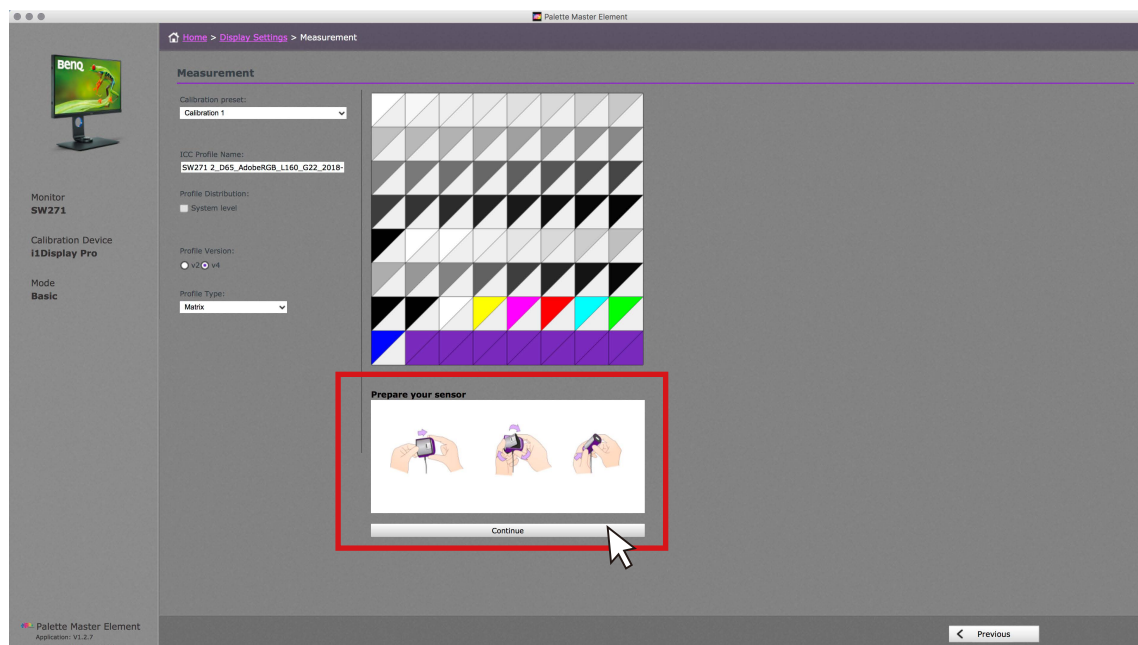 Palette Master Element
Home > Display Settings > Measurement
BenQ
Monitor
SW271
Calibration Device
i1Display Pro
Mode
Basic
Measurement
Calibration preset:
Calibration 1
ICC Profile Name:
SW271 2_D65_AdobeRGB_L160_G22_2018-
Profile Distribution:
System level
Profile Version:
v2 v4
Profile Type:
Matrix
Prepare your sensor
Continue
Palette Master Element
Application: V1.2.7
Previous